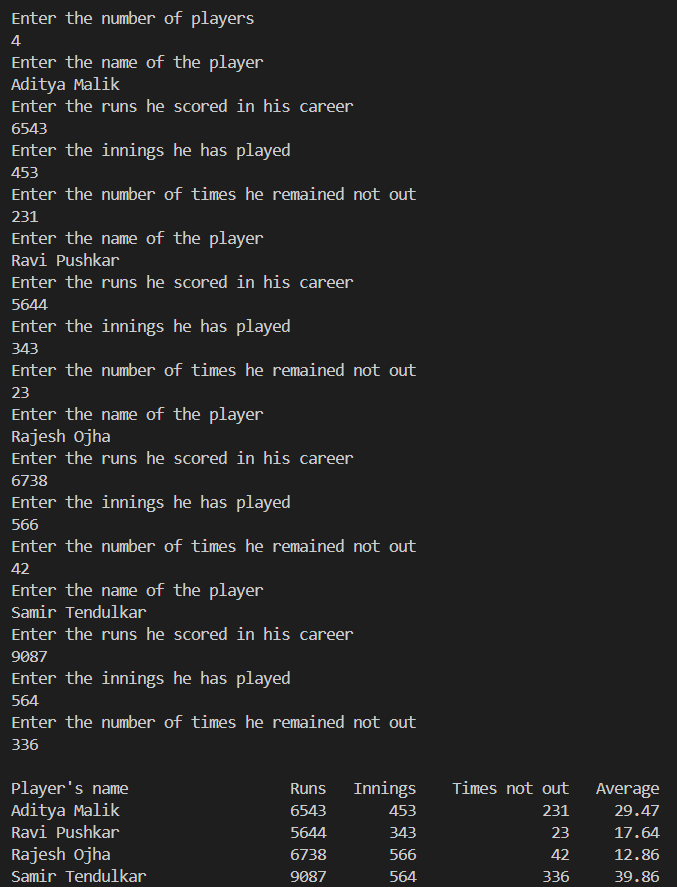 Enter the number of players
4
Enter the name of the player
Aditya Malik
Enter the runs he scored in his career
6543
Enter the innings he has played
453
Enter the number of times he remained not out
231
Enter the name of the player
Ravi Pushkar
Enter the runs he scored in his career
5644
Enter the innings he has played
343
Enter the number of times he remained not out
23
Enter the name of the player
Rajesh Ojha
Enter the runs he scored in his career
6738
Enter the innings he has played
566
Enter the number of times he remained not out
42
Enter the name of the player
Samir Tendulkar
Enter the runs he scored in his career
9087
Enter the innings he has played
564
Enter the number of times he remained not out
336
Player's name Runs Innings Times not out Average
Aditya Malik 6543 453 231 29.47
Ravi Pushkar 5644 343 23 17.64
Rajesh Ojha 6738 566 42 12.86
Samir Tendulkar 9087 564 336 39.86